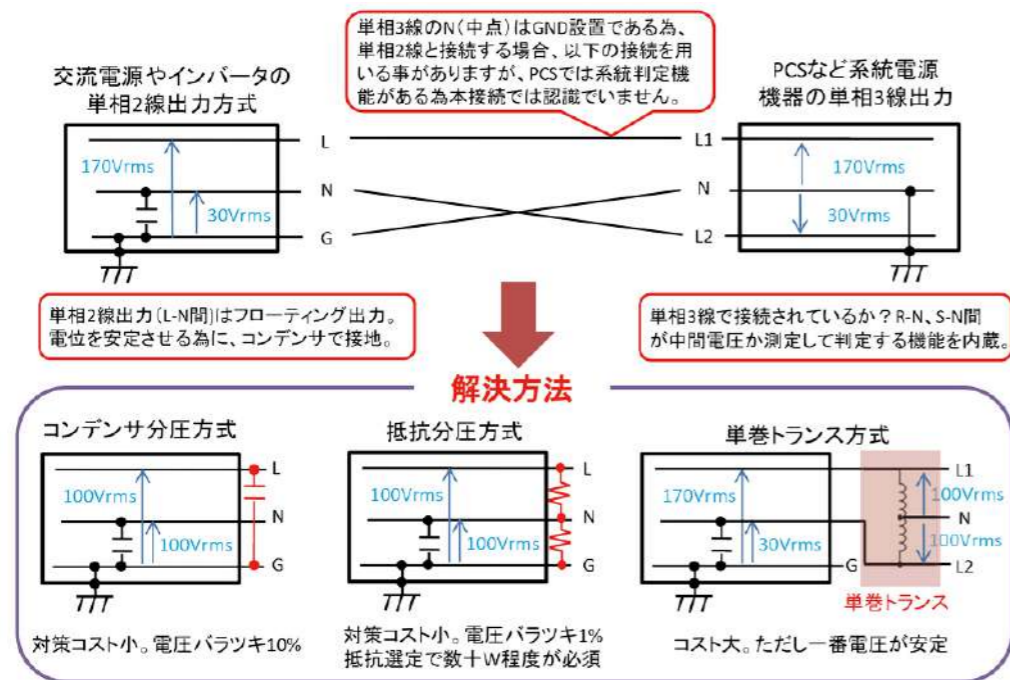 単相3線のN(中点)はGND設置である為、
単相2線と接続する場合、以下の接続を用
いる事がありますが、PCSでは系統判定機
能がある為本接続では認識でいません。
交流電源やインバータの
単相2線出力方式
PCSなど系統電源
機器の単相3線出力
L
L1
170Vrms
170Vrms
N
N
30Vrms
30Vrms
G
L2
単相2線出力(L-N間)はフローティング出力。
電位を安定させる為に、コンデンサで接地。
単相3線で接続されているか?R-N、S-N間
が中間電圧か測定して判定する機能を内蔵。
解決方法
コンデンサ分圧方式
L
100Vrms
N
100Vrms
G
対策コスト小。電圧バラツキ10%
抵抗分圧方式
L
100Vrms
N
100Vrms
G
対策コスト小。電圧バラツキ1%
抵抗選定で数十W程度が必須
単巻トランス方式
L1
170Vrms
100Vrms
N
30Vrms
100Vrms
G
L2
単巻トランス
コスト大。ただし一番電圧が安定